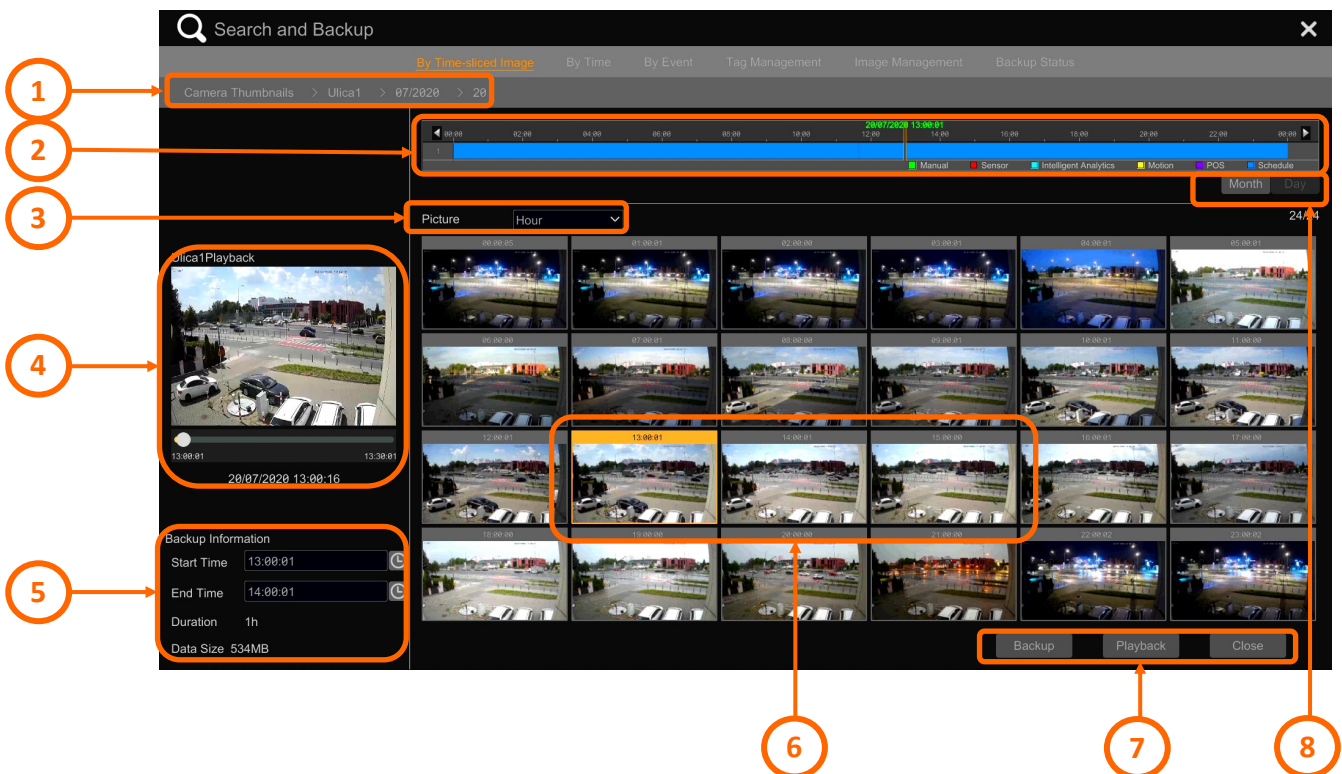 Search and Backup
By Time-sliced Image By Time By Event Tag Management Image Management Backup Status
1
Camera Thumbnails > Ulica1 > 07/2020 > 20
2
20/07/2020 13:00:01
00:00 02:00 04:00 06:00 08:00 10:00 12:00 14:00 16:00 18:00 20:00 22:00 00:00
1
Manual Sensor Intelligent Analytics Motion POS Schedule
Month Day
3
Picture Hour
24/24
00:00:05 01:00:01 02:00:00 03:00:01 04:00:01 05:00:01
Ulica1Playback
4
06:00:00 07:00:01 08:00:00 09:00:01 10:00:01 11:00:00
12:00:01 13:00:01 14:00:01 15:00:00 16:00:01 17:00:00
13:00:01 13:30:01
20/07/2020 13:00:16
18:00:00 19:00:00 20:00:00 21:00:00 22:00:02 23:00:02
5
Backup Information
Start Time 13:00:01
End Time 14:00:01
Duration 1h
Data Size 534MB
Backup Playback Close
6
7
8